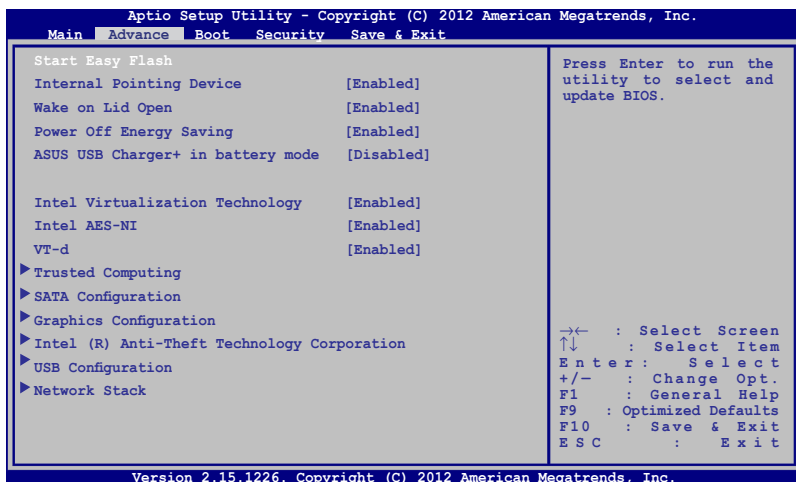 Aptio Setup Utility - Copyright (C) 2012 American Megatrends, Inc.
Main Advance Boot Security Save & Exit
Start Easy Flash
Internal Pointing Device [Enabled]
Wake on Lid Open [Enabled]
Power Off Energy Saving [Enabled]
ASUS USB Charger+ in battery mode [Disabled]
Intel Virtualization Technology [Enabled]
Intel AES-NI [Enabled]
VT-d [Enabled]
Trusted Computing
SATA Configuration
Graphics Configuration
Intel (R) Anti-Theft Technology Corporation
USB Configuration
Network Stack
Press Enter to run the
utility to select and
update BIOS.
→← : Select Screen
↑↓ : Select Item
Enter: Select
+/— : Change Opt.
F1 : General Help
F9 : Optimized Defaults
F10 : Save & Exit
ESC : Exit
Version 2.15.1226. Copyright (C) 2012 American Megatrends, Inc.